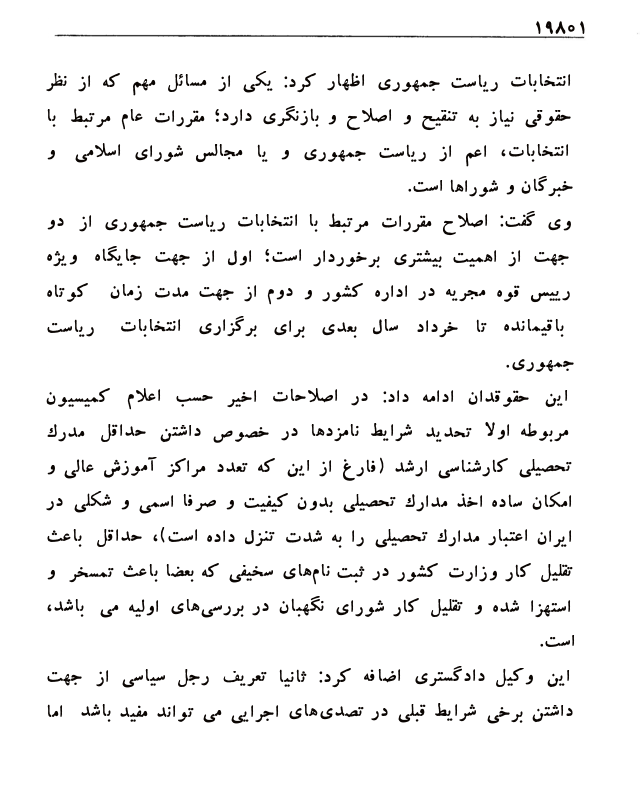 ۱۹۸۰۱
انتخابات ریاست جمهوری اظهار کرد: یکی از مسائل مهم که از نظر
حقوقی نیاز به تنقیح و اصلاح و بازنگری دارد؛ مقررات عام مرتبط با
انتخابات، اعم از ریاست جمهوری و یا مجالس شورای اسلامی و
خبرگان و شوراها است.
وی گفت: اصلاح مقررات مرتبط با انتخابات ریاست جمهوری از دو
جهت از اهمیت بیشتری برخوردار است؛ اول از جهت جایگاه ویژه
رییس قوه مجریه در اداره کشور و دوم از جهت مدت زمان کوتاه
باقیمانده تا خرداد سال بعدی برای برگزاری انتخابات ریاست
جمهوری.
این حقوقدان ادامه داد: در اصلاحات اخیر حسب اعلام کمیسیون
مربوطه اولا تحدید شرایط نامزدها در خصوص داشتن حداقل مدرك
تحصیلی کارشناسی ارشد (فارغ از این که تعدد مراکز آموزش عالی و
امکان ساده اخذ مدارك تحصیلی بدون کیفیت و صرفا اسمی و شکلی در
ایران اعتبار مدارك تحصیلی را به شدت تنزل داده است)، حداقل باعث
تقلیل کار وزارت کشور در ثبت نام‌های سخیفی که بعضا باعث تمسخر و
استهزا شده و تقلیل کار شورای نگهبان در بررسی‌های اولیه می باشد،
است.
این وکیل دادگستری اضافه کرد: ثانیا تعریف رجل سیاسی از جهت
داشتن برخی شرایط قبلی در تصدی‌های اجرایی می تواند مفید باشد اما